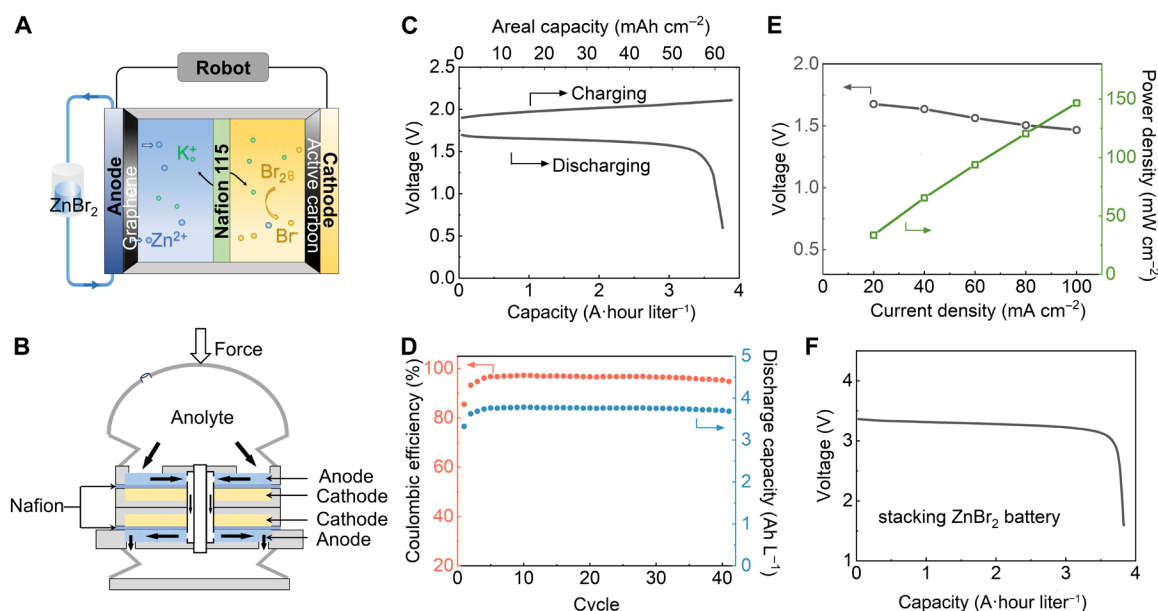 A
Robot
ZnBr2
Anode
Graphene
K+
Zn2+
Nafion 115
Br2
Br−
Active carbon
Cathode
B
Force
Anolyte
Nafion
Anode
Cathode
Cathode
Anode
C
Areal capacity (mAh cm−2)
0 10 20 30 40 50 60
Voltage (V)
2.5
2.0
1.5
1.0
0.5
0.0
Charging
Discharging
0 1 2 3 4
Capacity (A·hour liter−1)
D
Coulombic efficiency (%)
100
80
60
40
20
Discharge capacity (Ah L−1)
5
4
3
2
1
0
0 10 20 30 40
Cycle
E
Voltage (V)
2.0
1.5
1.0
0.5
Power density (mW cm−2)
150
100
50
0
0 20 40 60 80 100
Current density (mA cm−2)
F
Voltage (V)
4
3
2
1
stacking ZnBr2 battery
0 1 2 3 4
Capacity (A·hour liter−1)